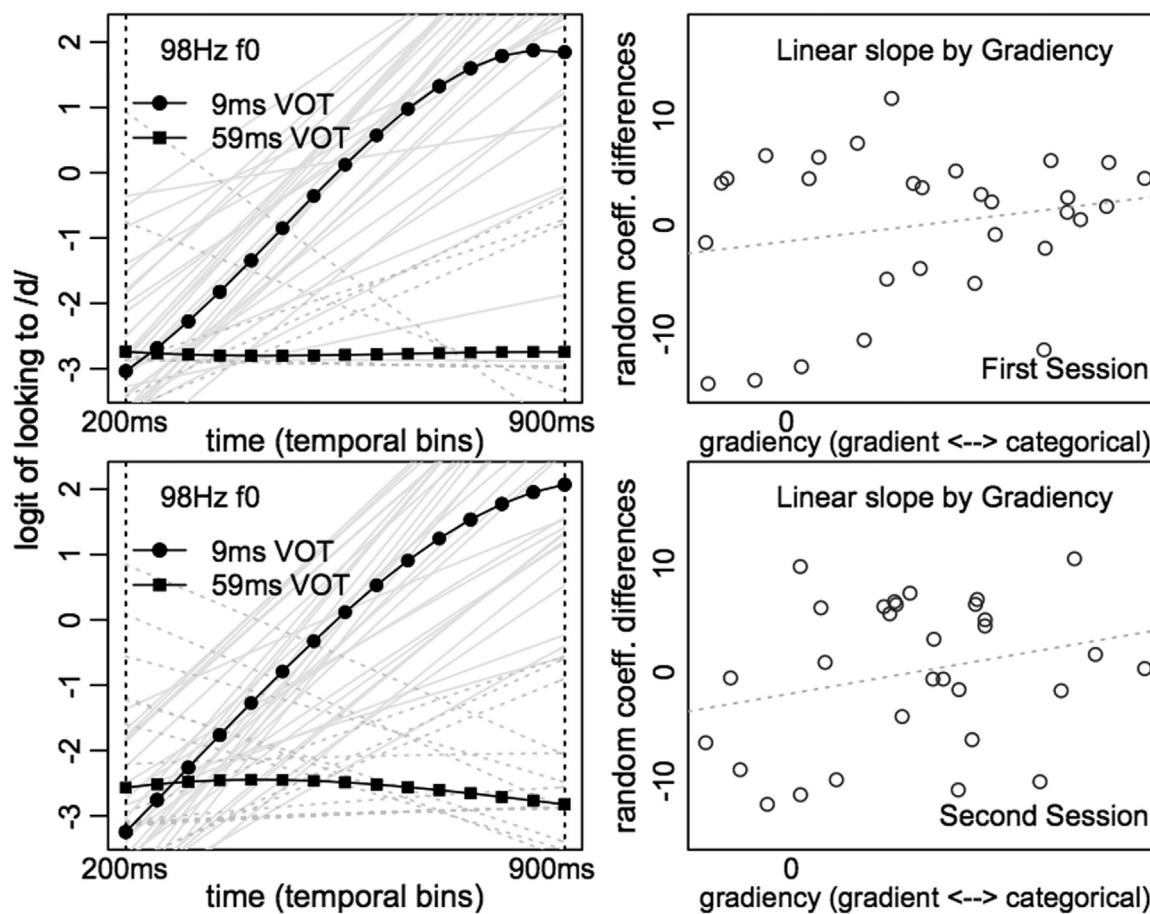 98Hz f0
9ms VOT
59ms VOT
2
1
0
-1
-2
-3
200ms
900ms
time (temporal bins)
logit of looking to /d/
Linear slope by Gradiency
10
0
-10
random coeff. differences
First Session
0
gradiency (gradient <--> categorical)
98Hz f0
9ms VOT
59ms VOT
2
1
0
-1
-2
-3
200ms
900ms
time (temporal bins)
Linear slope by Gradiency
10
0
-10
random coeff. differences
Second Session
0
gradiency (gradient <--> categorical)